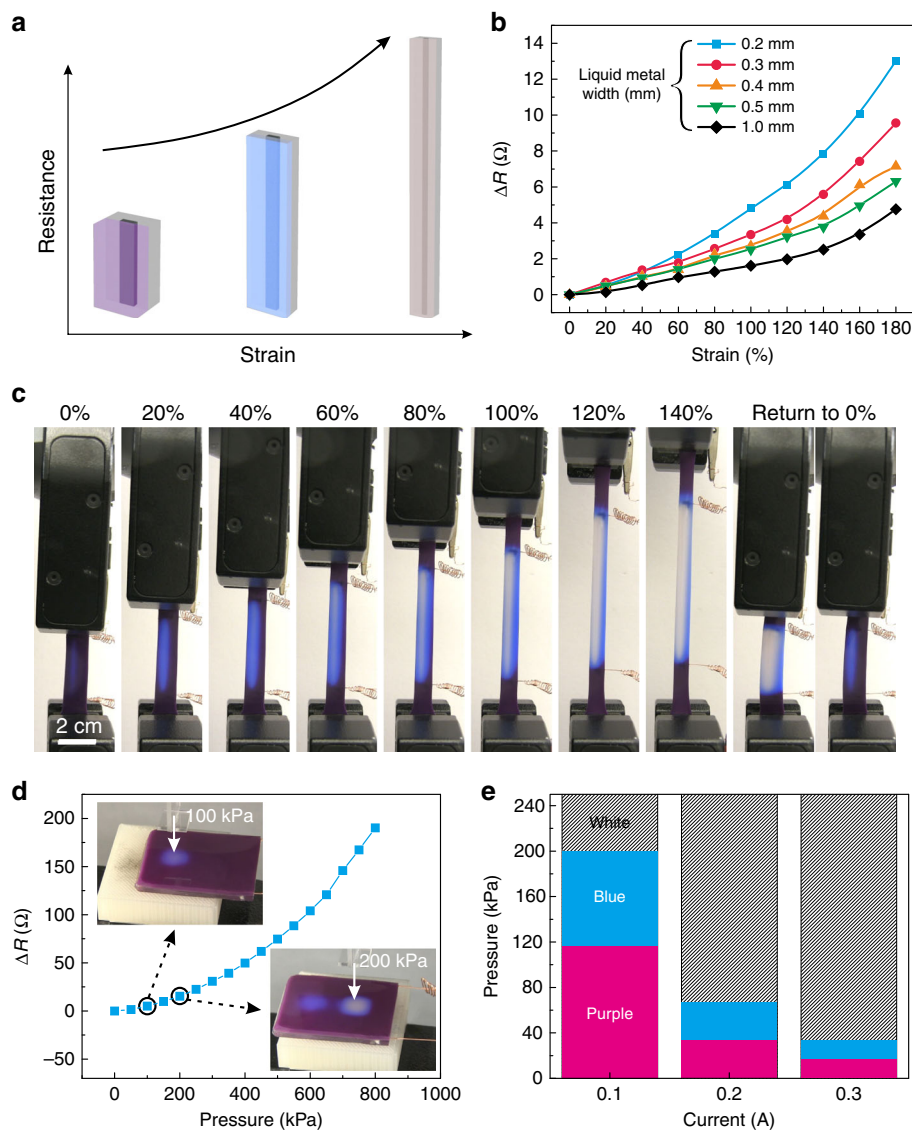 a
Resistance
Strain
b
14
12
10
8
6
4
2
0
ΔR (Ω)
Liquid metal
width (mm)
0.2 mm
0.3 mm
0.4 mm
0.5 mm
1.0 mm
0 20 40 60 80 100 120 140 160 180
Strain (%)
c
0% 20% 40% 60% 80% 100% 120% 140% Return to 0%
2 cm
d
225
200
150
100
50
0
–50
ΔR (Ω)
100 kPa
200 kPa
0 200 400 600 800 1000
Pressure (kPa)
e
240
200
160
120
80
40
0
Pressure (kPa)
White
Blue
Purple
0.1 0.2 0.3
Current (A)